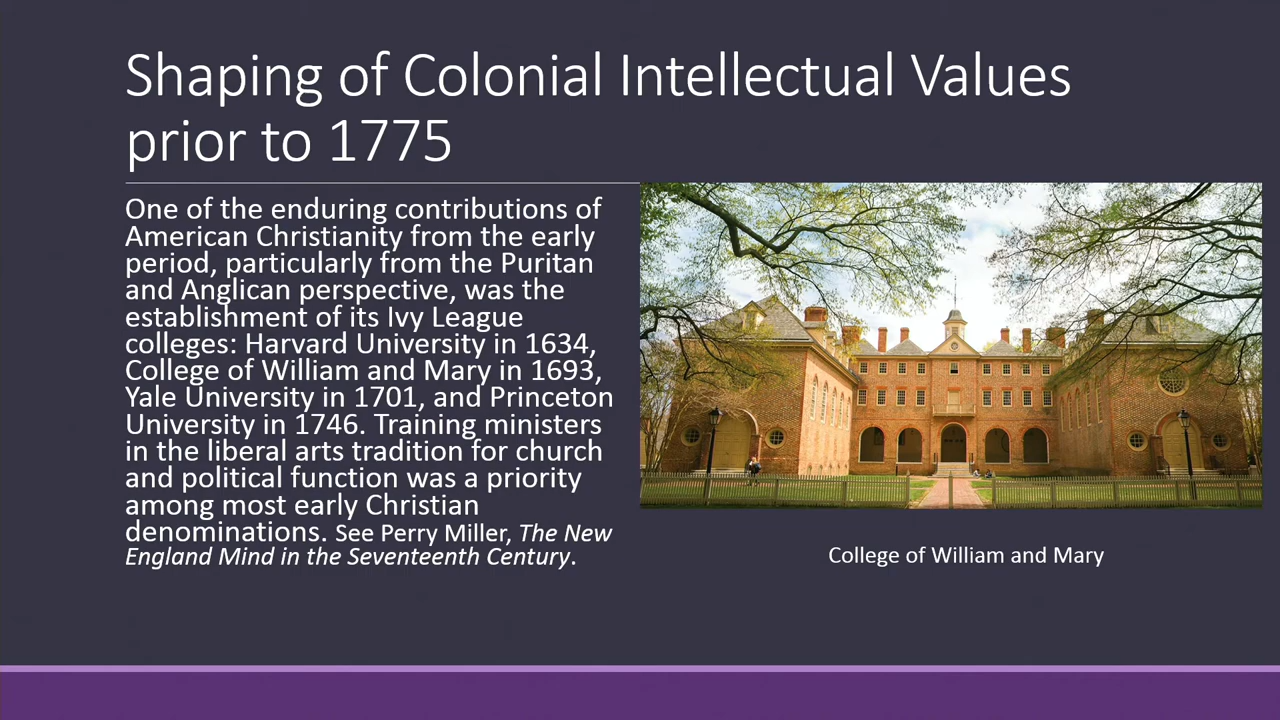 Shaping of Colonial Intellectual Values
prior to 1775
One of the enduring contributions of
American Christianity from the early
period, particularly from the Puritan
and Anglican perspective, was the
establishment of its Ivy League
colleges: Harvard University in 1634,
College of William and Mary in 1693,
Yale University in 1701, and Princeton
University in 1746. Training ministers
in the liberal arts tradition for church
and political function was a priority
among most early Christian
denominations. See Perry Miller, The New
England Mind in the Seventeenth Century.
College of William and Mary